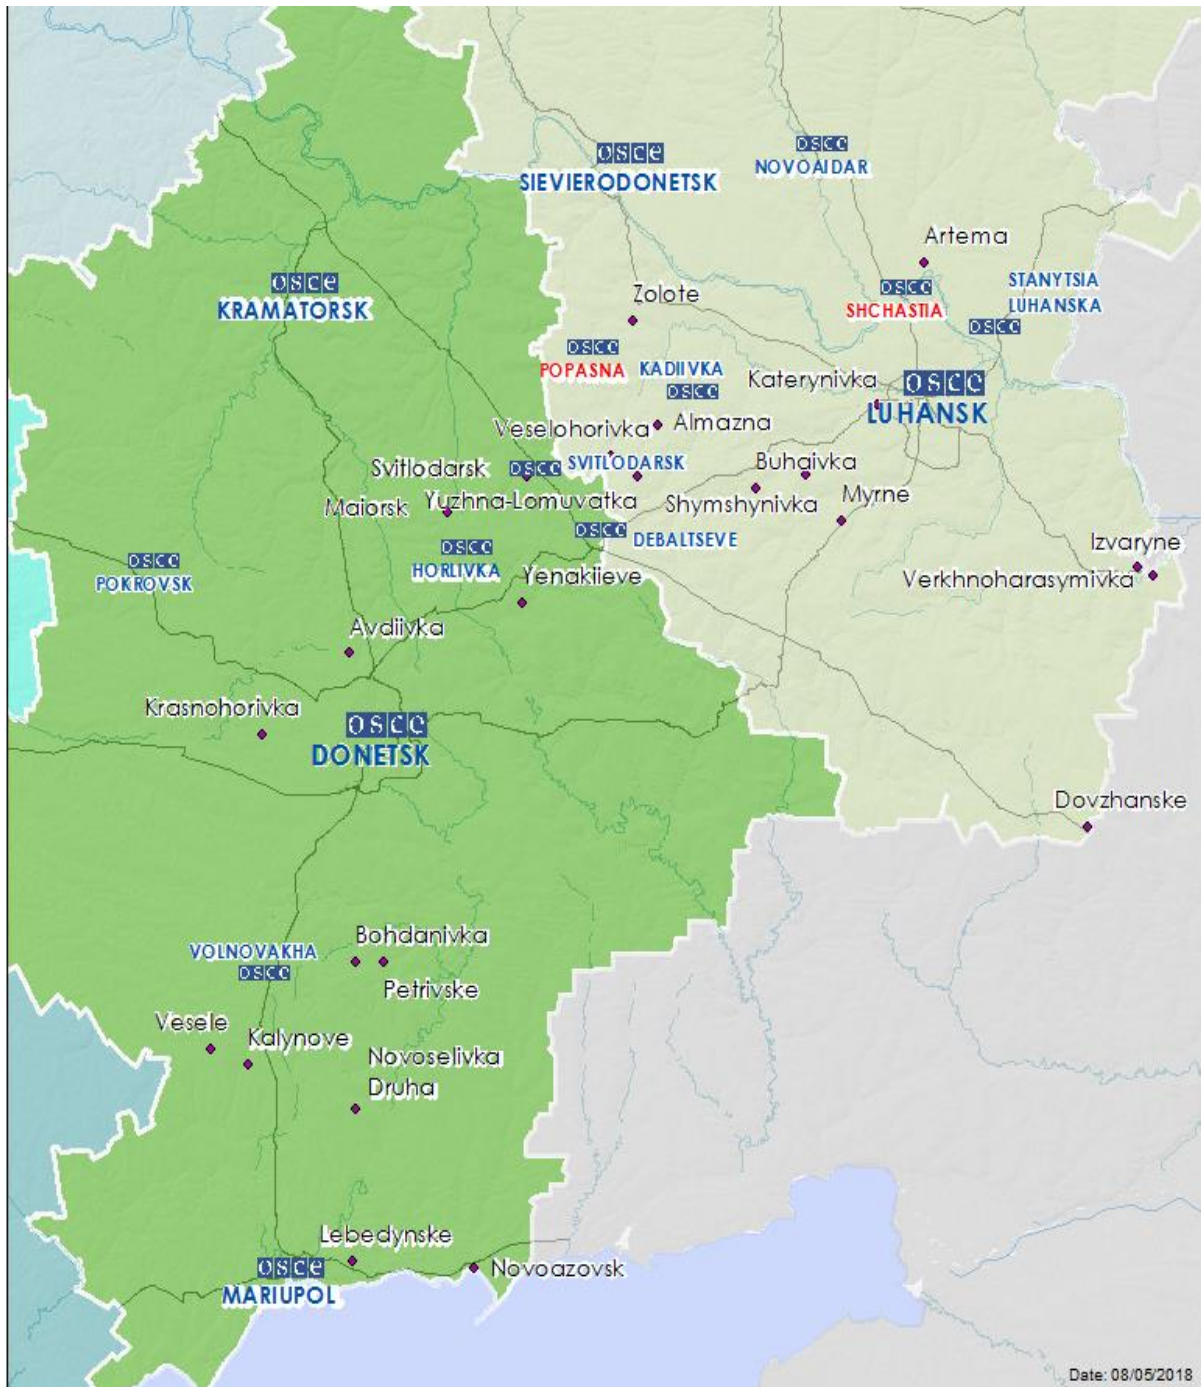 osce
SIEVIERODONETSK
osce
NOVOAIDAR
Artema
osce
KRAMATORSK
Zolote
osce
SHCHASTIA
STANYTSIA
LUHANSKA
osce
osce
POPASNA
KADIIVKA
osce
Katerynivka
osce
LUHANSK
Almazna
Veselohorivka
Svitlodarsk
osce
SVITLODARSK
Buhaivka
Maiorsk
Yuzhna-Lomuvatka
Shymshynivka
Myrne
osce
DEBALTSEVE
osce
POKROVSK
osce
HORLIVKA
Yenakiieve
Izvaryne
Verkhnoharasymivka
Avdiivka
Krasnohorivka
osce
DONETSK
Dovzhanske
VOLNOVAKHA
osce
Bohdanivka
Petrivske
Vesele
Kalynove
Novoselivka
Druha
Lebedynske
osce
MARIUPOL
Novoazovsk
Date: 08/05/2018